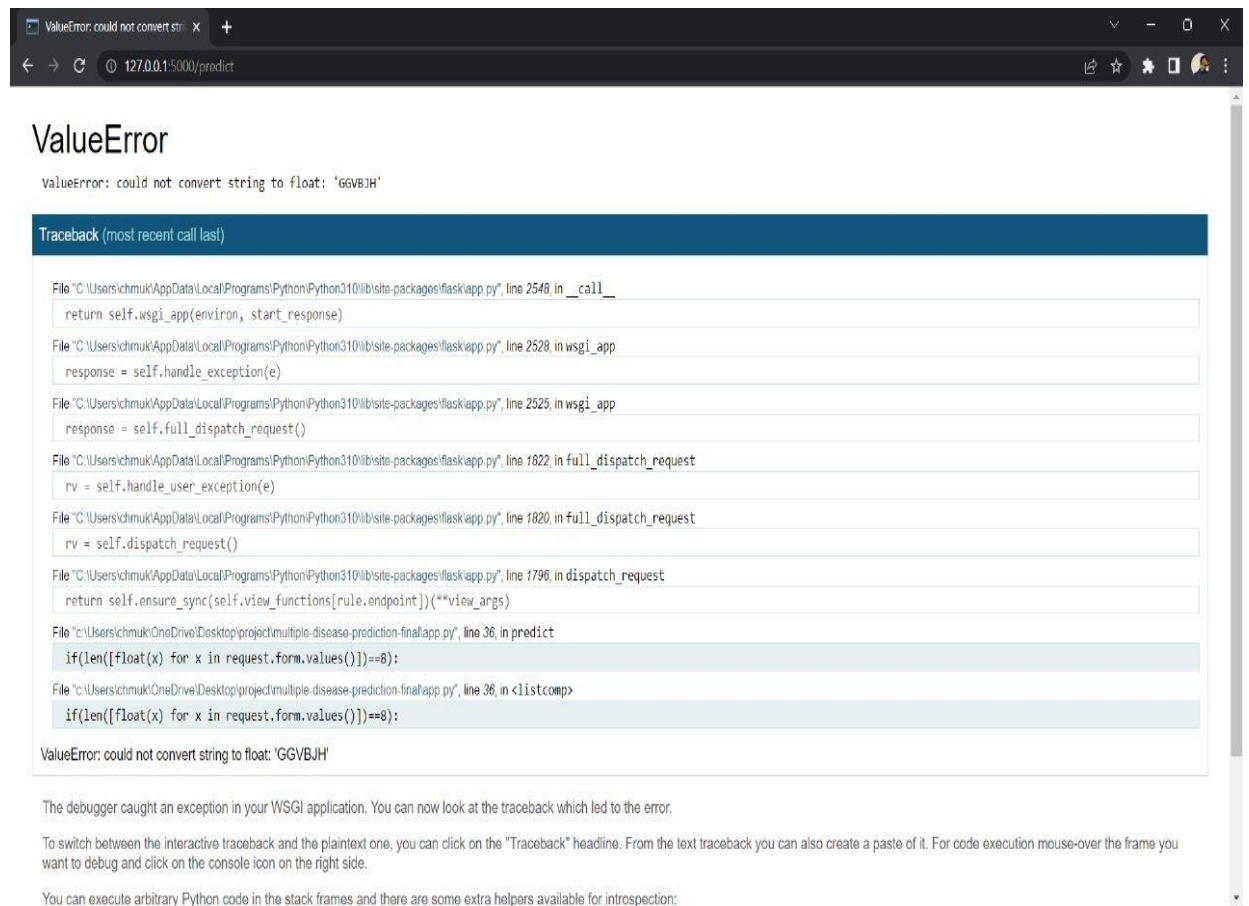 ValueError: could not convert stri
127.0.0.1:5000/predict
ValueError
ValueError: could not convert string to float: 'GGVBJH'
Traceback (most recent call last)
File "C:\Users\chmuk\AppData\Local\Programs\Python\Python310\lib\site-packages\flask\app.py", line 2548, in __call__
return self.wsgi_app(environ, start_response)
File "C:\Users\chmuk\AppData\Local\Programs\Python\Python310\lib\site-packages\flask\app.py", line 2528, in wsgi_app
response = self.handle_exception(e)
File "C:\Users\chmuk\AppData\Local\Programs\Python\Python310\lib\site-packages\flask\app.py", line 2525, in wsgi_app
response = self.full_dispatch_request()
File "C:\Users\chmuk\AppData\Local\Programs\Python\Python310\lib\site-packages\flask\app.py", line 1822, in full_dispatch_request
rv = self.handle_user_exception(e)
File "C:\Users\chmuk\AppData\Local\Programs\Python\Python310\lib\site-packages\flask\app.py", line 1820, in full_dispatch_request
rv = self.dispatch_request()
File "C:\Users\chmuk\AppData\Local\Programs\Python\Python310\lib\site-packages\flask\app.py", line 1796, in dispatch_request
return self.ensure_sync(self.view_functions[rule.endpoint])(**view_args)
File "c:\Users\chmuk\OneDrive\Desktop\project\multiple-disease-prediction-final\app.py", line 36, in predict
if(len([float(x) for x in request.form.values()])==8):
File "c:\Users\chmuk\OneDrive\Desktop\project\multiple-disease-prediction-final\app.py", line 36, in <listcomp>
if(len([float(x) for x in request.form.values()])==8):
ValueError: could not convert string to float: 'GGVBJH'
The debugger caught an exception in your WSGI application. You can now look at the traceback which led to the error.
To switch between the interactive traceback and the plaintext one, you can click on the "Traceback" headline. From the text traceback you can also create a paste of it. For code execution mouse-over the frame you
want to debug and click on the console icon on the right side.
You can execute arbitrary Python code in the stack frames and there are some extra helpers available for introspection: